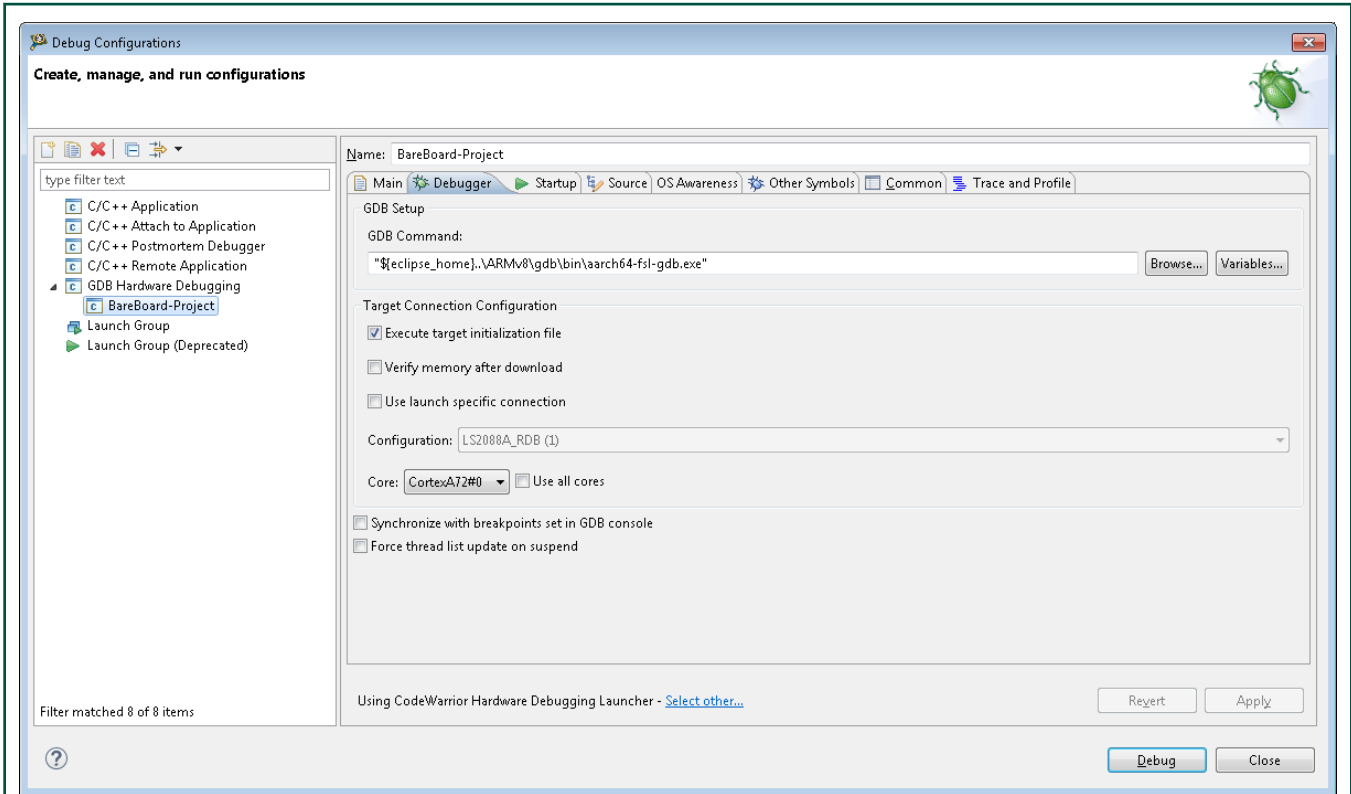 Debug Configurations
Create, manage, and run configurations
type filter text
C/C++ Application
C/C++ Attach to Application
C/C++ Postmortem Debugger
C/C++ Remote Application
GDB Hardware Debugging
BareBoard-Project
Launch Group
Launch Group (Deprecated)
Filter matched 8 of 8 items
Name: BareBoard-Project
Main Debugger Startup Source OS Awareness Other Symbols Common Trace and Profile
GDB Setup
GDB Command:
"${eclipse_home}..\ARMv8\gdb\bin\aarch64-fsl-gdb.exe" Browse... Variables...
Target Connection Configuration
Execute target initialization file
Verify memory after download
Use launch specific connection
Configuration: LS2088A_RDB (1)
Core: CortexA72#0 Use all cores
Synchronize with breakpoints set in GDB console
Force thread list update on suspend
Using CodeWarrior Hardware Debugging Launcher - Select other... Revert Apply
? Debug Close